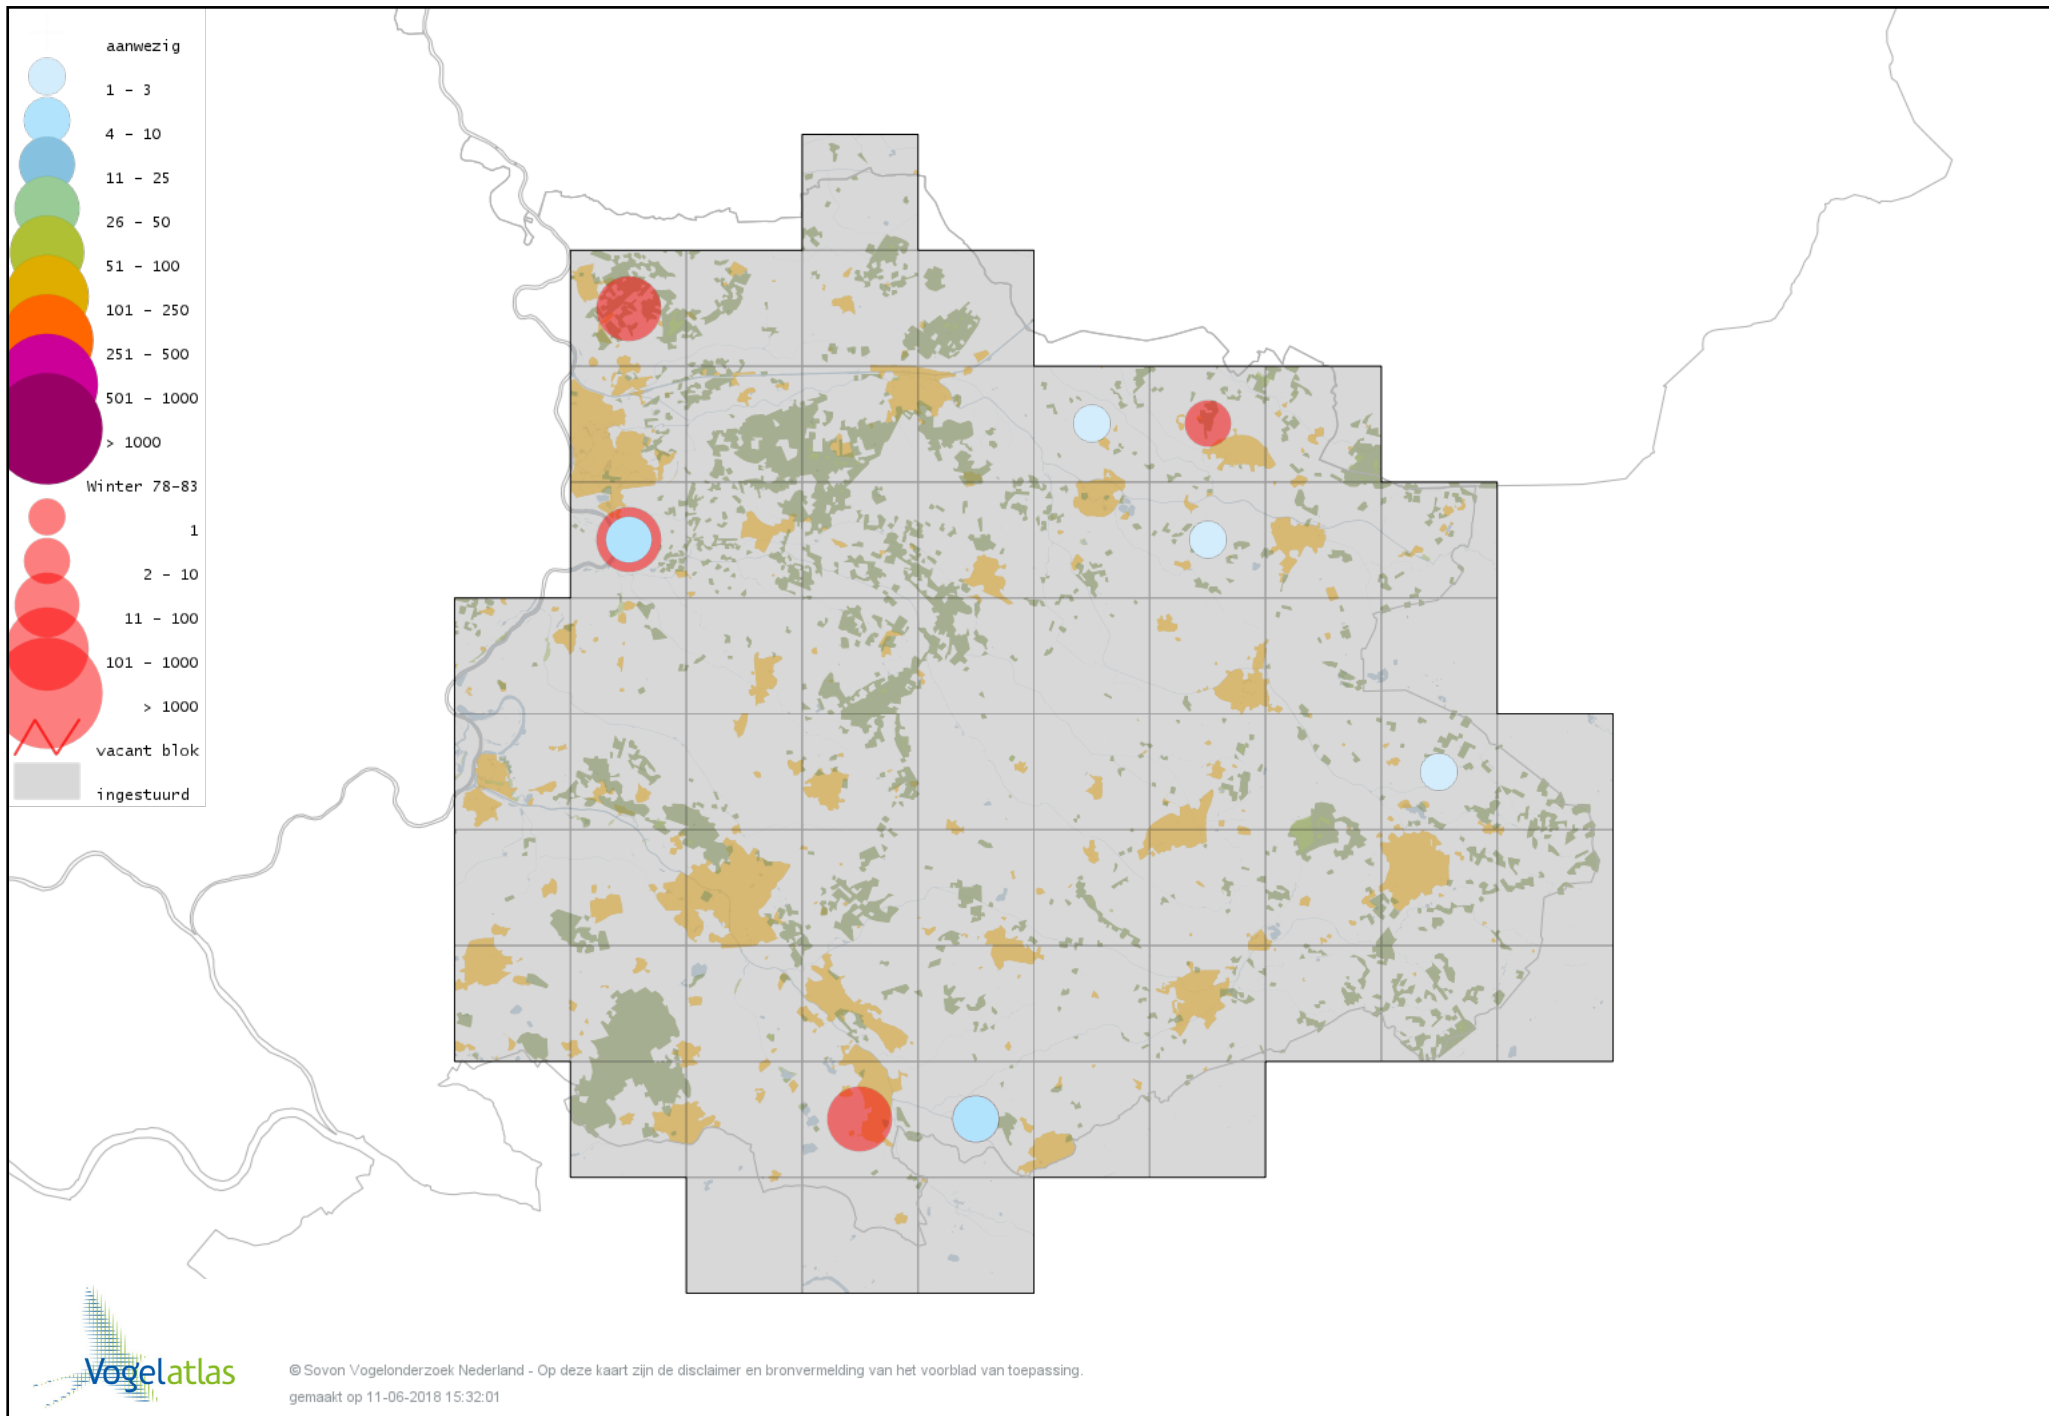 aanwezig
1 - 3
4 - 10
11 - 25
26 - 50
51 - 100
101 - 250
251 - 500
501 - 1000
> 1000
Winter 78-83
1
2 - 10
11 - 100
101 - 1000
> 1000
vacant blok
ingestuurd
Vogelatlas
© Sovon Vogelonderzoek Nederland - Op deze kaart zijn de disclaimer en bronvermelding van het voorblad van toepassing.
gemaakt op 11-06-2018 15:32:01